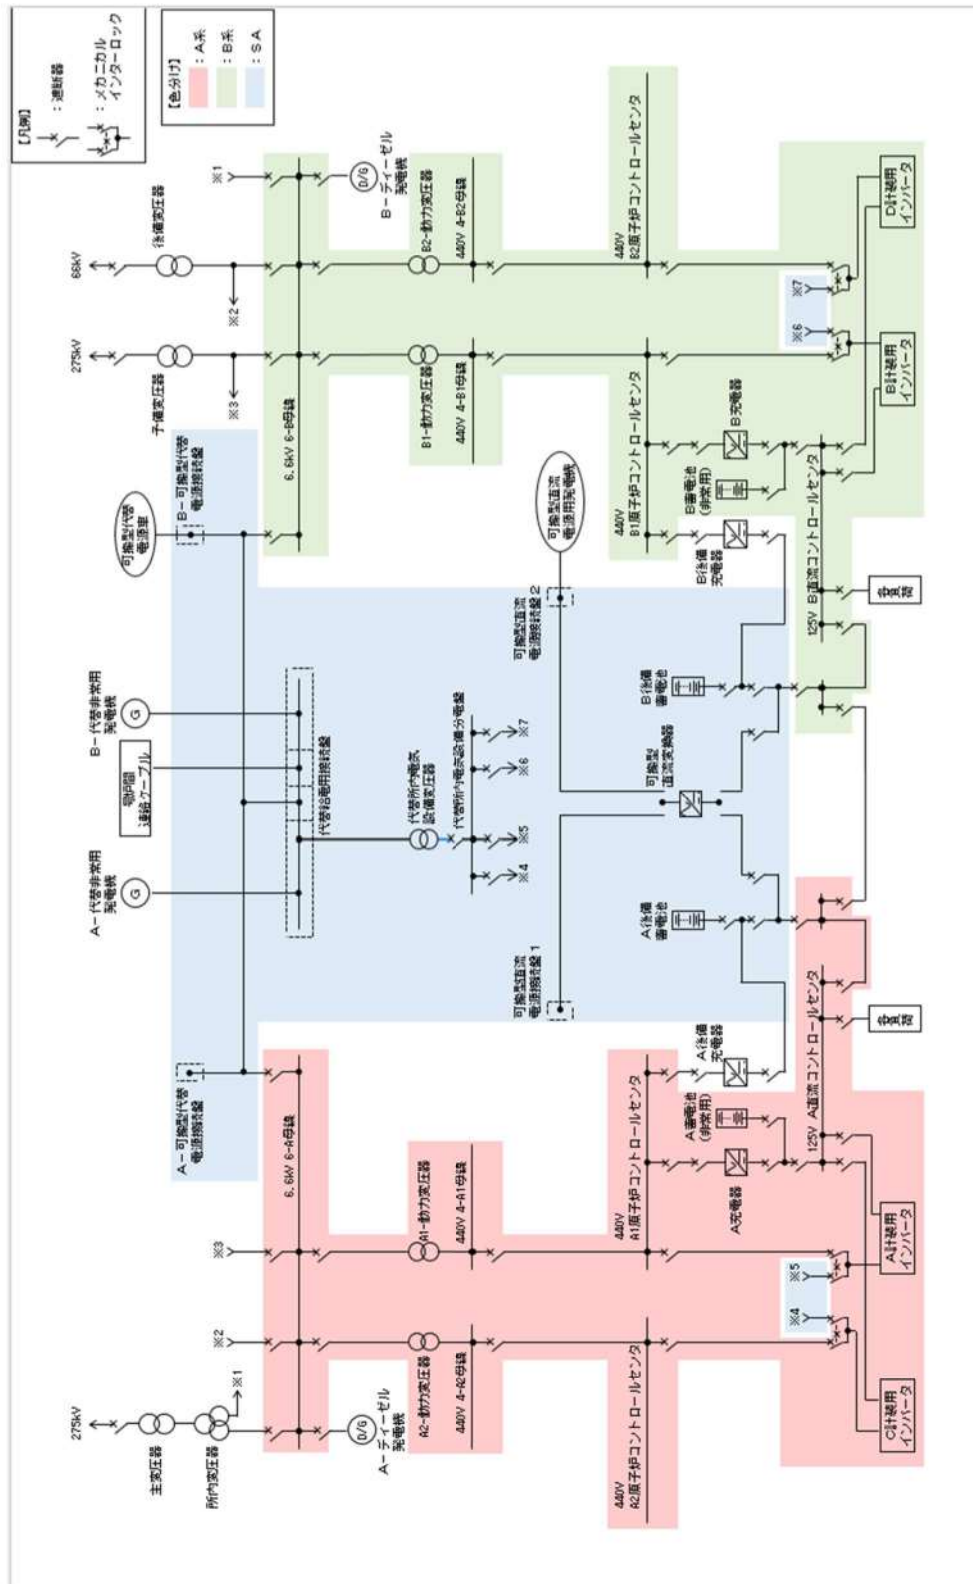 275kV
主変圧器
所内変圧器
※1
※2
※3
A-ディーゼル
発電機
D/G
6.6kV 6-A母線
A2-動力変圧器
A1-動力変圧器
440V 4-A2母線
440V 4-A1母線
440V
A2原子炉コントロールセンタ
440V
A1原子炉コントロールセンタ
A充電器
A蓄電池
(非常用)
A後備
充電器
125V A直流コントロールセンタ
※4
※5
C計装用
インバータ
A計装用
インバータ
各負荷
A-可搬型代替
電源接続盤
A-代替非常用
発電機
G
号炉間
連絡ケーブル
B-代替非常用
発電機
G
可搬型代替
電源車
B-可搬型代替
電源接続盤
代替給電用接続盤
代替所内電気
設備変圧器
代替所内電気設備分電盤
※4
※5
※6
※7
可搬型直流
電源接続盤1
可搬型直流
電源接続盤2
可搬型直流
電源用発電機
A後備
蓄電池
可搬型
直流変換器
B後備
蓄電池
275kV
66kV
予備変圧器
後備変圧器
※3
※2
※1
6.6kV 6-B母線
D/G
B-ディーゼル
発電機
B1-動力変圧器
B2-動力変圧器
440V 4-B1母線
440V 4-B2母線
440V
B1原子炉コントロールセンタ
440V
B2原子炉コントロールセンタ
B後備
充電器
B蓄電池
(非常用)
B充電器
125V B直流コントロールセンタ
各負荷
※6
※7
B計装用
インバータ
D計装用
インバータ
【凡例】
:遮断器
:メカニカル
インターロック
【色分け】
:A系
:B系
:SA